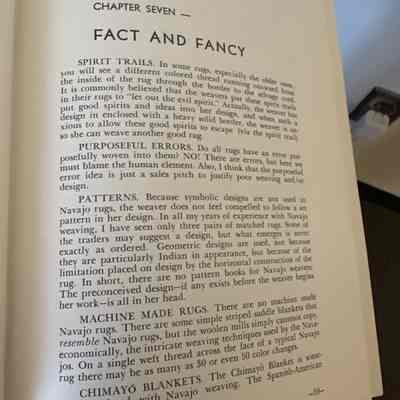 CHAPTER SEVEN —
FACT AND FANCY
SPIRIT TRAILS. In some rugs, especially the older ones,
you will see a different colored thread running outward from
the inside of the rug through the border to the selvage cord.
It is commonly believed that the weavers put these spirit trails
in their rugs to "let out the evil spirit." Actually, the weaver has
put good spirits and ideas into her design, and when such a
design in enclosed with a heavy solid border, the weaver is an-
xious to allow these good spirits to escape (via the spirit trail)
so she can weave another good rug.
PURPOSEFUL ERRORS. Do all rugs have an error pur-
posefully woven into them? NO! There are errors, but here we
must blame the human element. Also, I think that the purposeful
error idea is just a sales pitch to justify poor weaving and/or
design.
PATTERNS. Because symbolic designs are not used in
Navajo rugs, the weaver does not feel compelled to follow a set
pattern in her design. In all my years of experience with Navajo
weaving, I have seen only three pairs of matched rugs. Some of
the traders may suggest a design, but what emerges is never
exactly as ordered. Geometric designs are used, not because
they are particularly Indian in appearance, but because of the
limitation placed on design by the horizontal construction of the
rug. In short, there are no pattern books for Navajo weavers.
The preconceived design—if any exists before the weaver begins
her work—is all in her head.
MACHINE MADE RUGS. There are no machine made
Navajo rugs. There are some simple striped saddle blankets that
resemble Navajo rugs, but the woolen mills simply cannot copy,
economically, the intricate weaving techniques used by the Nava-
jos. On a single weft thread across the face of a typical Navajo
rug there may be as many as 30 or even 50 color changes.
CHIMAYÓ BLANKETS. The Chimayó Blanket is some-
with Navajo weaving. The Spanish-American